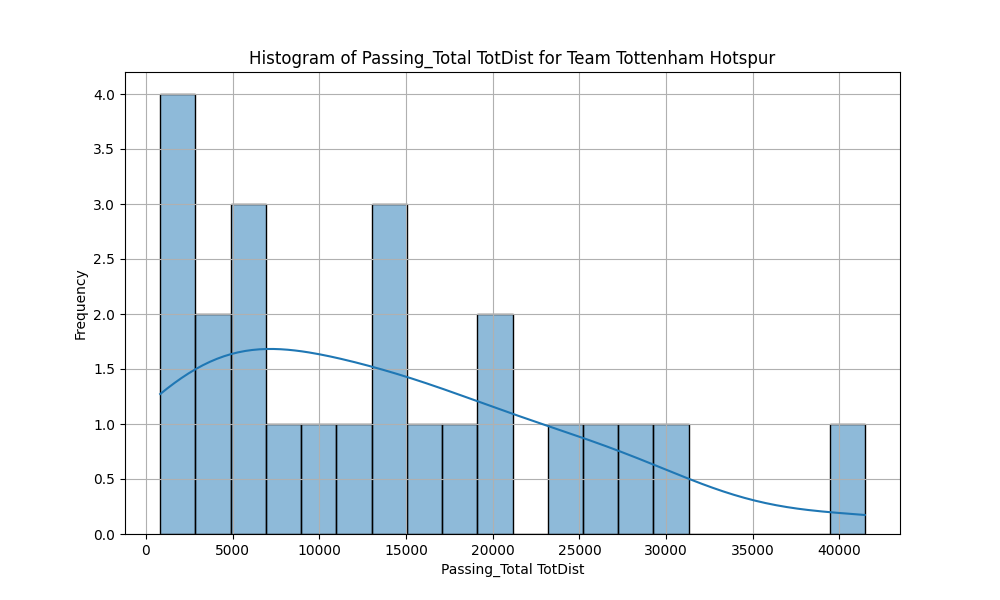 Histogram of Passing_Total TotDist for Team Tottenham Hotspur
4.0
3.5
3.0
2.5
2.0
1.5
1.0
0.5
0.0
Frequency
0 5000 10000 15000 20000 25000 30000 35000 40000
Passing_Total TotDist